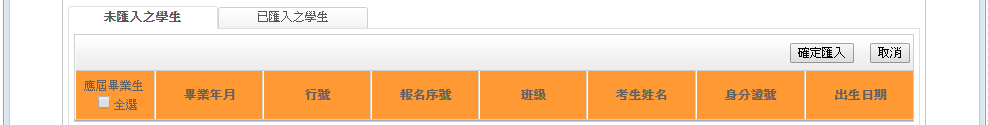 未匯入之學生 已匯入之學生
確定匯入 取消
應屆畢業生
全選
畢業年月 行號 報名序號 班級 考生姓名 身分證號 出生日期